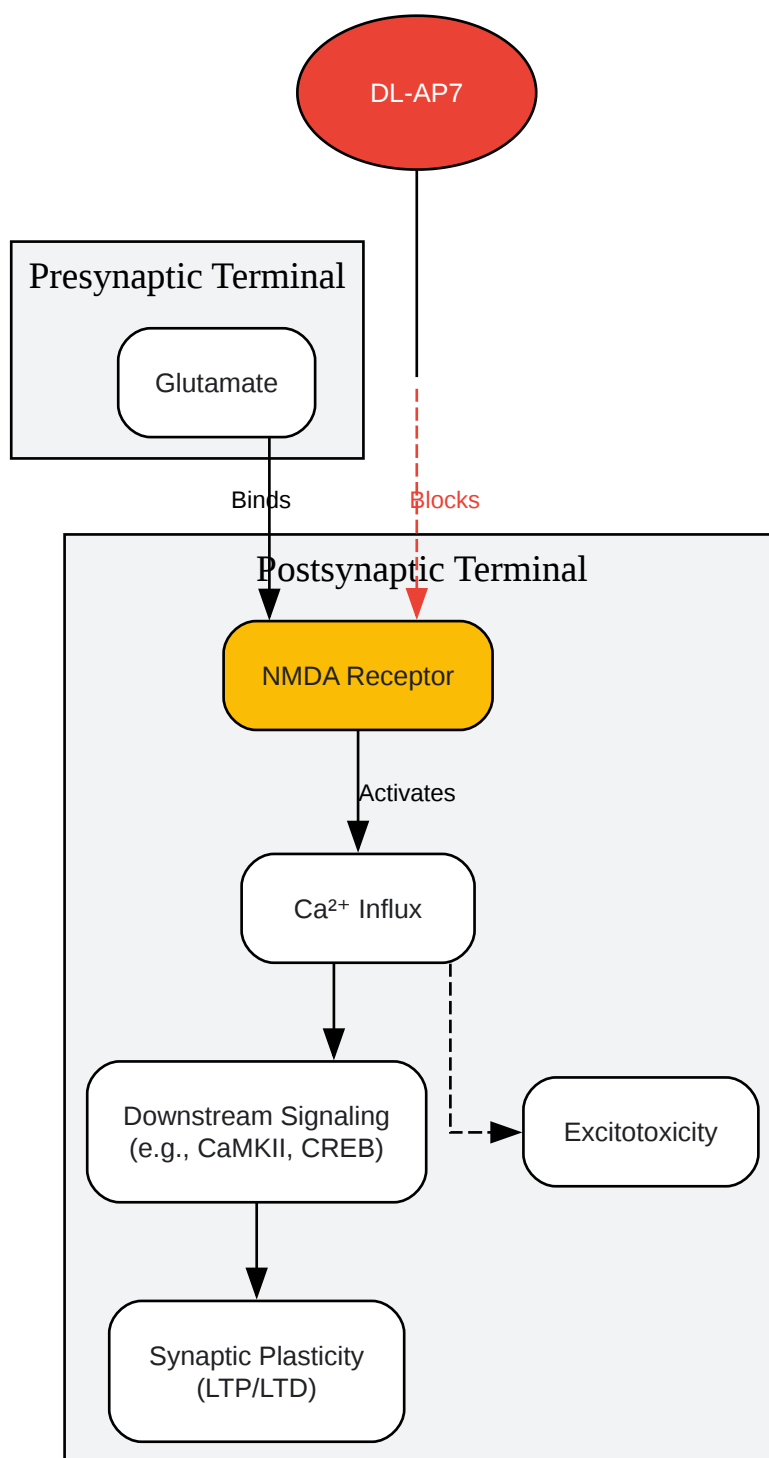 DL-AP7
Presynaptic Terminal
Glutamate
Binds
Blocks
Postsynaptic Terminal
NMDA Receptor
Activates
Ca²⁺ Influx
Downstream Signaling
(e.g., CaMKII, CREB)
Excitotoxicity
Synaptic Plasticity
(LTP/LTD)